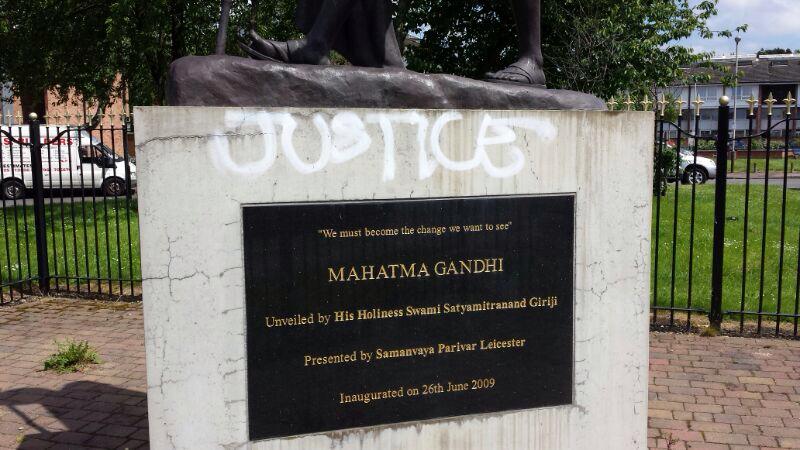 JUSTICE
"We must become the change we want to see"
MAHATMA GANDHI
Unveiled by His Holiness Swami Satyamitranand Giriji
Presented by Samanvaya Parivar Leicester
Inaugurated on 26th June 2009